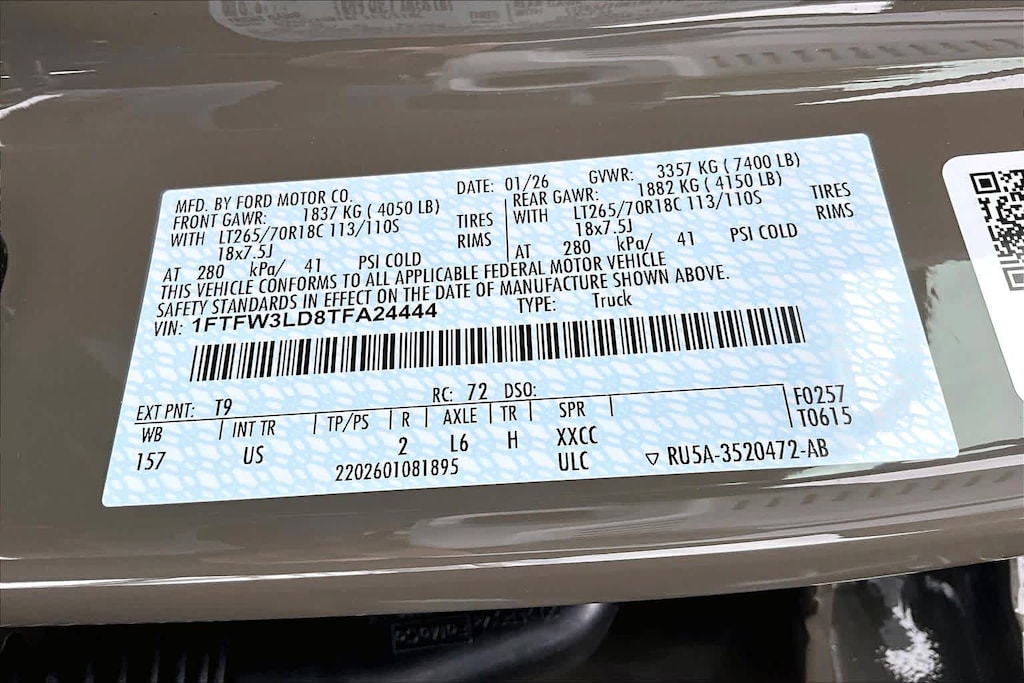 MFD. BY FORD MOTOR CO. DATE: 01/26 GVWR: 3357 KG ( 7400 LB)
FRONT GAWR: 1837 KG ( 4050 LB) REAR GAWR: 1882 KG ( 4150 LB)
WITH LT265/70R18C 113/110S TIRES WITH LT265/70R18C 113/110S TIRES
18x7.5J RIMS 18x7.5J RIMS
AT 280 kPa/ 41 PSI COLD AT 280 kPa/ 41 PSI COLD
THIS VEHICLE CONFORMS TO ALL APPLICABLE FEDERAL MOTOR VEHICLE
SAFETY STANDARDS IN EFFECT ON THE DATE OF MANUFACTURE SHOWN ABOVE.
VIN: 1FTFW3LD8TFA24444 TYPE: Truck
EXT PNT: T9 RC: 72 DSO: F0257
WB INT TR TP/PS R AXLE TR SPR T0615
157 US 2 L6 H XXCC
2202601081895 ULC ▽ RU5A-3520472-AB